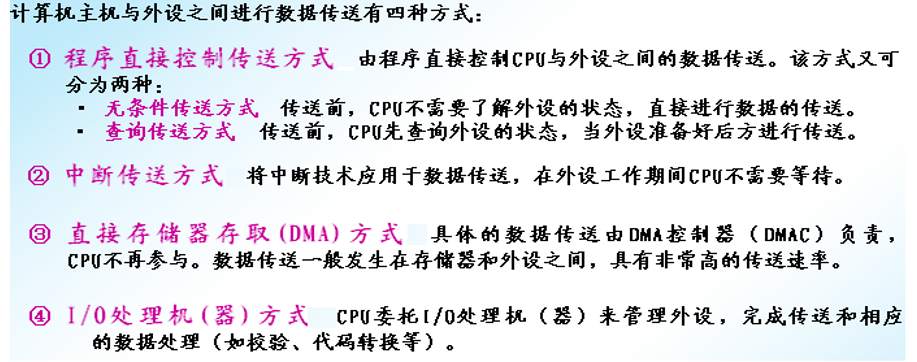 计算机主机与外设之间进行数据传送有四种方式：
① 程序直接控制传送方式 由程序直接控制CPU与外设之间的数据传送。该方式又可
分为两种：
▪ 无条件传送方式 传送前，CPU不需要了解外设的状态，直接进行数据的传送。
▪ 查询传送方式 传送前，CPU先查询外设的状态，当外设准备好后方进行传送。
② 中断传送方式 将中断技术应用于数据传送，在外设工作期间CPU不需要等待。
③ 直接存储器存取(DMA)方式 具体的数据传送由DMA控制器（DMAC）负责，
CPU不再参与。数据传送一般发生在存储器和外设之间，具有非常高的传送速率。
④ I/O处理机(器)方式 CPU委托I/O处理机（器）来管理外设，完成传送和相应
的数据处理（如校验、代码转换等）。